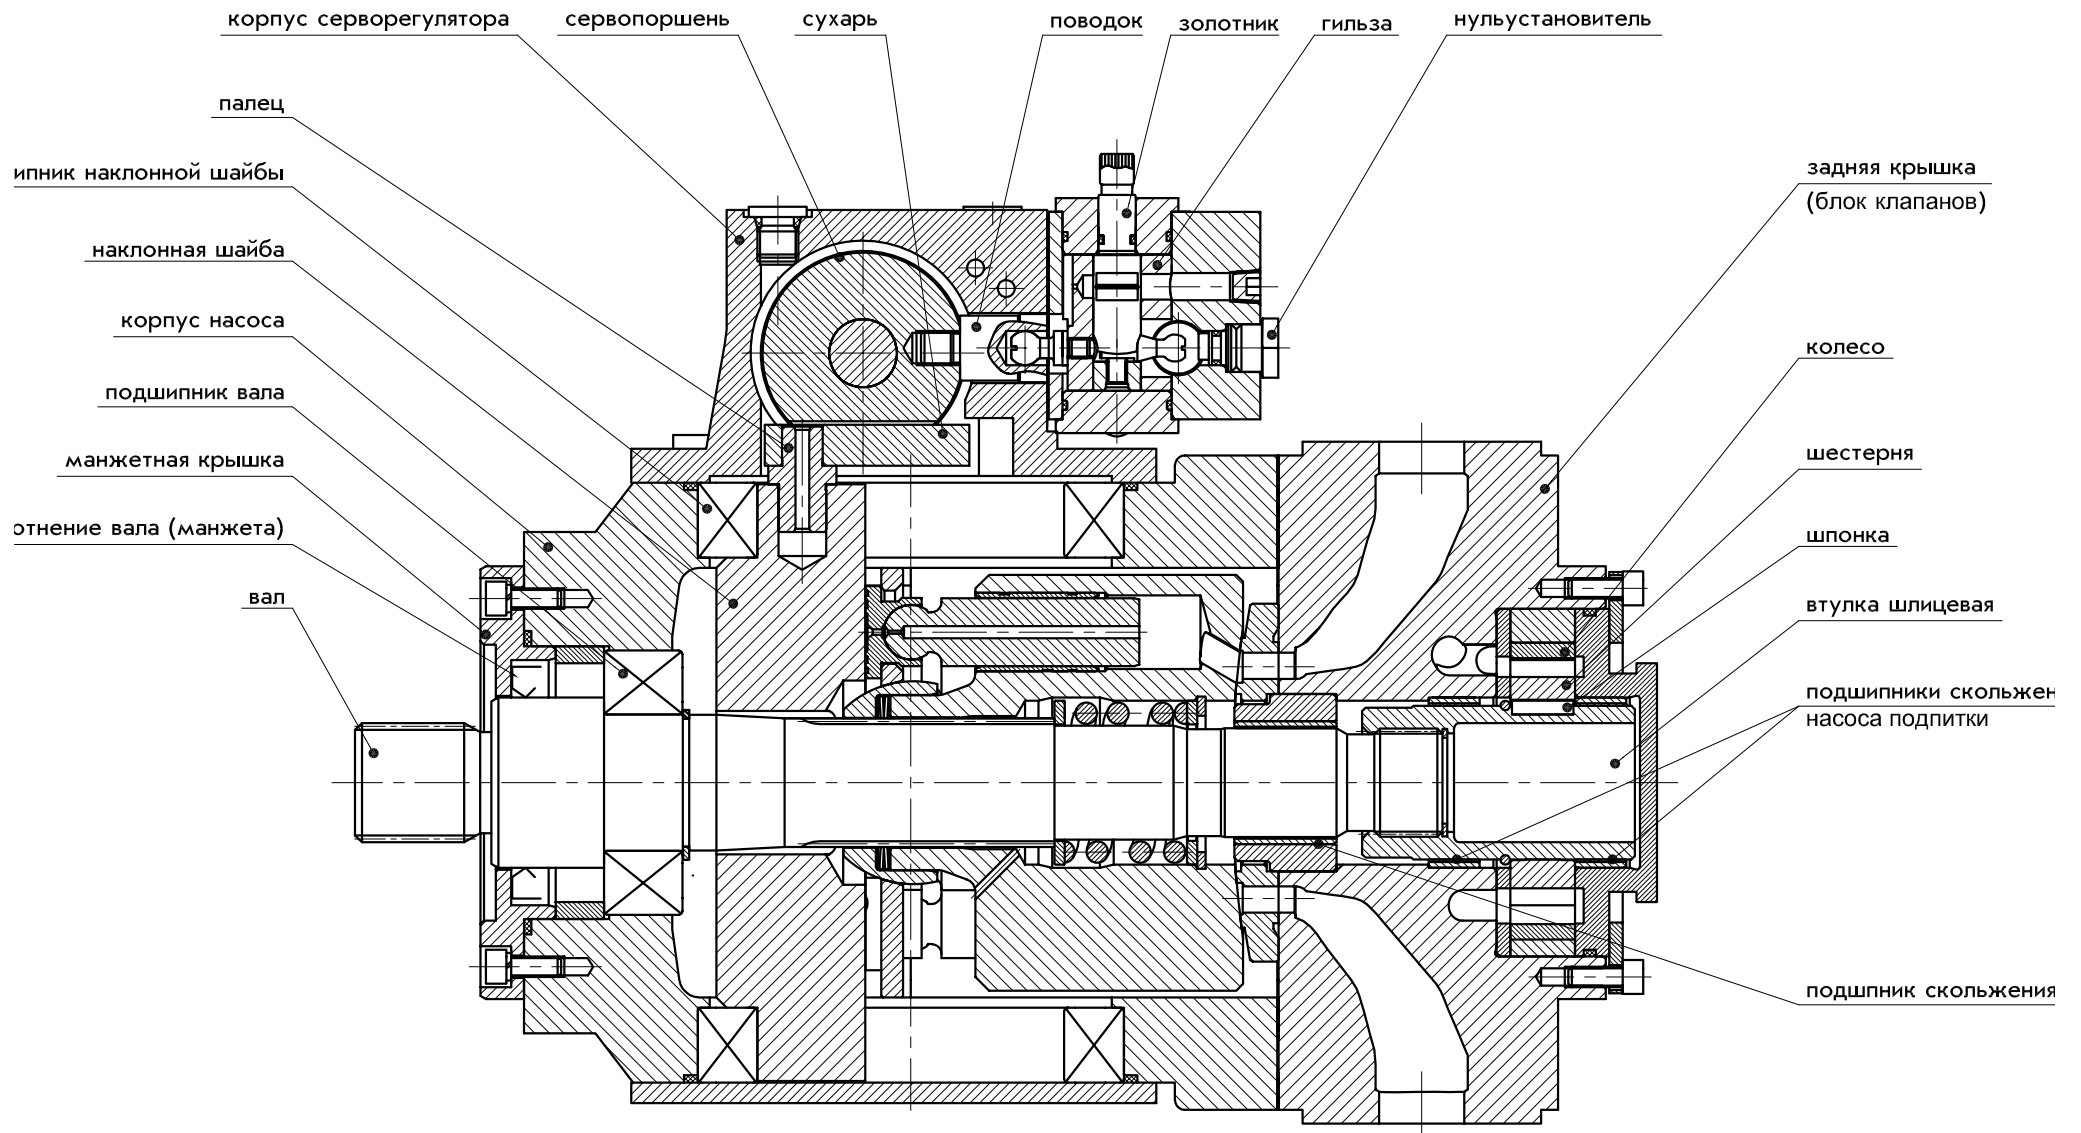 корпус серворегулятора
сервопоршень
сухарь
поводок
золотник
гильза
нульустановитель
палец
ипник наклонной шайбы
наклонная шайба
корпус насоса
подшипник вала
манжетная крышка
отнение вала (манжета)
вал
задняя крышка
(блок клапанов)
колесо
шестерня
шпонка
втулка шлицевая
подшипники скольжен
насоса подпитки
подшпник скольжения